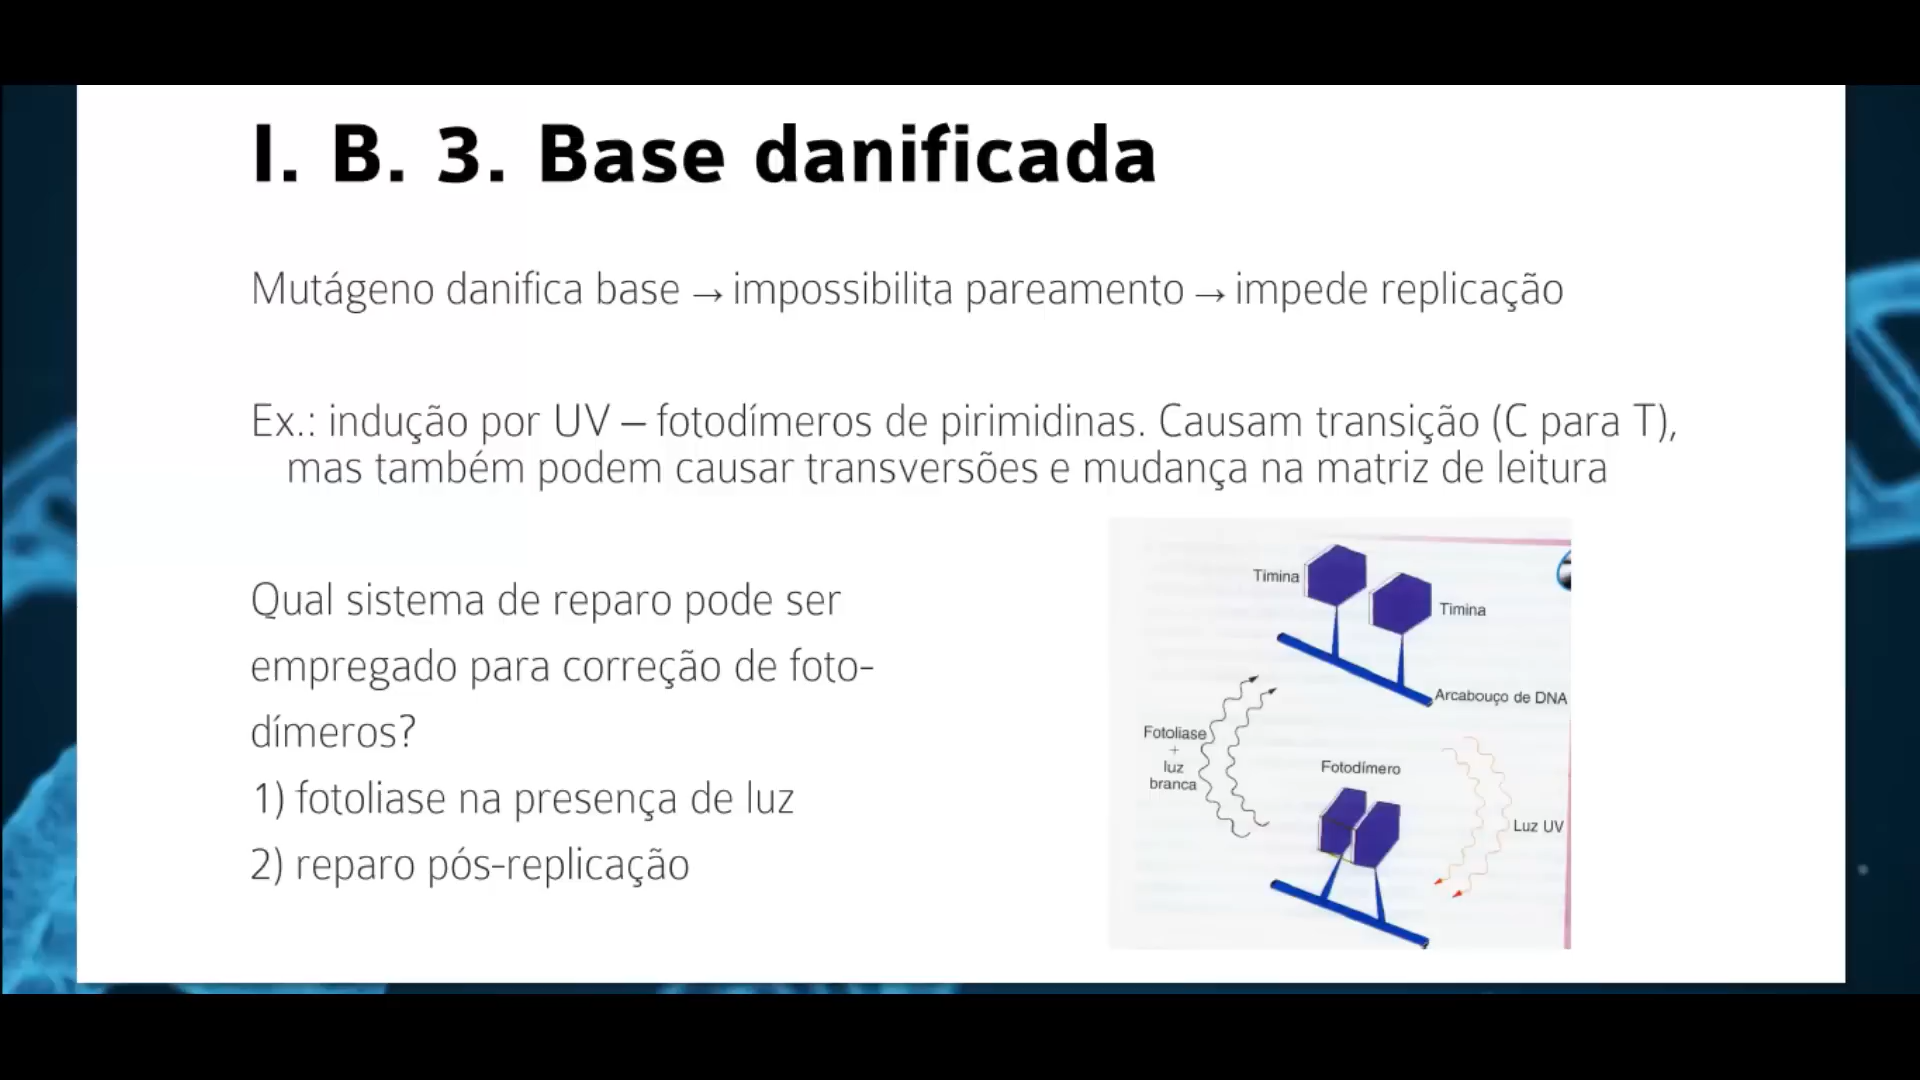 I. B. 3. Base danificada
Mutágeno danifica base → impossibilita pareamento → impede replicação
Ex.: indução por UV – fotodímeros de pirimidinas. Causam transição (C para T),
mas também podem causar transversões e mudança na matriz de leitura
Qual sistema de reparo pode ser
empregado para correção de foto-
dímeros?
1) fotoliase na presença de luz
2) reparo pós-replicação
Timina
Timina
Arcabouço de DNA
Fotoliase
+
luz
branca
Fotodímero
Luz UV